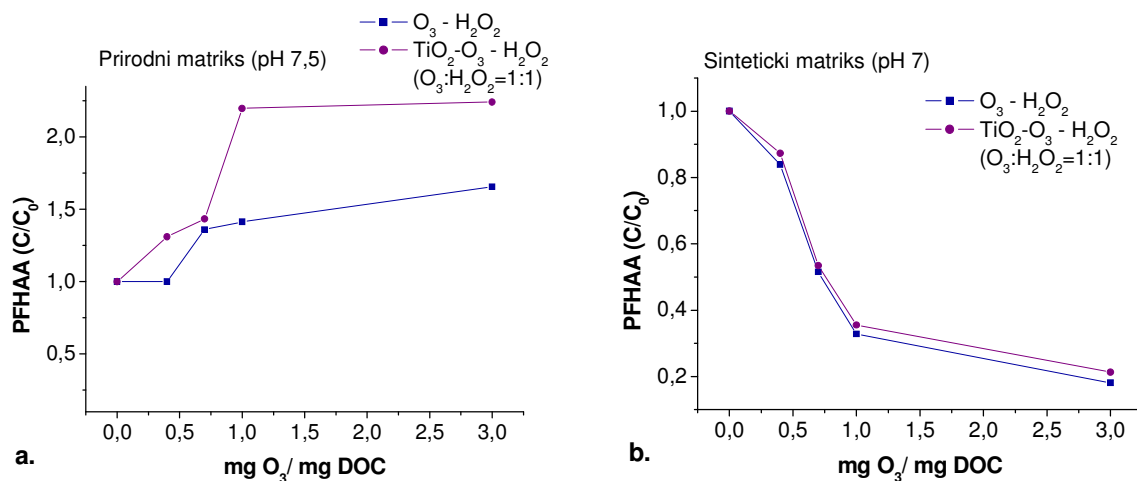 Prirodni matriks (pH 7,5)
O₃ - H₂O₂
TiO₂-O₃ - H₂O₂
(O₃:H₂O₂=1:1)
PFHAA (C/C₀)
2,0
1,5
1,0
0,5
0,0 0,5 1,0 1,5 2,0 2,5 3,0
mg O₃/ mg DOC
a.
Sinteticki matriks (pH 7)
O₃ - H₂O₂
TiO₂-O₃ - H₂O₂
(O₃:H₂O₂=1:1)
PFHAA (C/C₀)
1,0
0,8
0,6
0,4
0,2
0,0 0,5 1,0 1,5 2,0 2,5 3,0
mg O₃/ mg DOC
b.